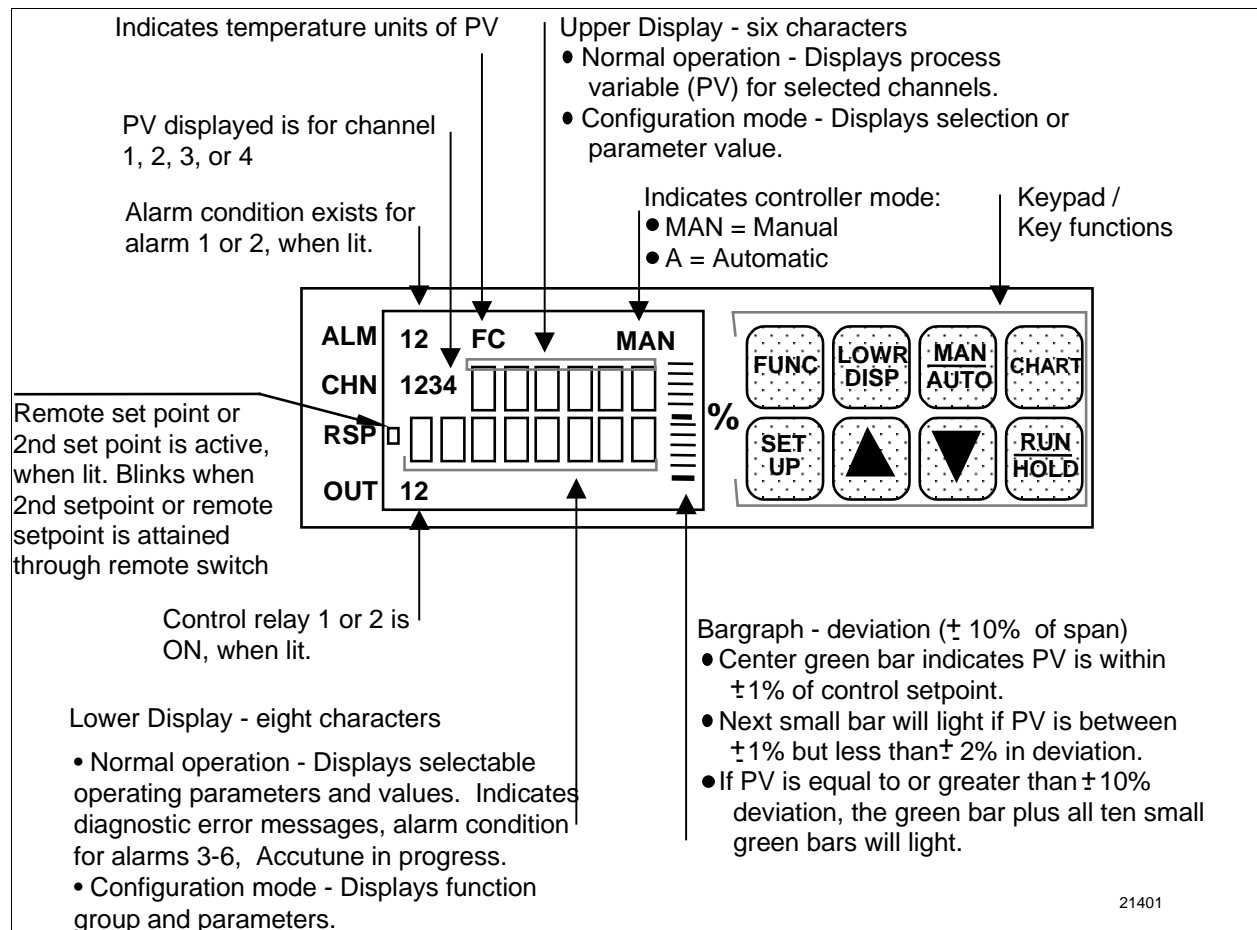 Indicates temperature units of PV
Upper Display - six characters
● Normal operation - Displays process
variable (PV) for selected channels.
● Configuration mode - Displays selection or
parameter value.
PV displayed is for channel
1, 2, 3, or 4
Alarm condition exists for
alarm 1 or 2, when lit.
Indicates controller mode:
● MAN = Manual
● A = Automatic
Keypad /
Key functions
ALM 12 FC MAN
CHN 1234
RSP
OUT 12
%
FUNC
LOWR
DISP
MAN
AUTO
CHART
SET
UP
RUN
HOLD
Remote set point or
2nd set point is active,
when lit. Blinks when
2nd setpoint or remote
setpoint is attained
through remote switch
Control relay 1 or 2 is
ON, when lit.
Lower Display - eight characters
• Normal operation - Displays selectable
operating parameters and values. Indicates
diagnostic error messages, alarm condition
for alarms 3-6, Accutune in progress.
• Configuration mode - Displays function
group and parameters.
Bargraph - deviation (± 10% of span)
● Center green bar indicates PV is within
±1% of control setpoint.
● Next small bar will light if PV is between
±1% but less than ± 2% in deviation.
● If PV is equal to or greater than ±10%
deviation, the green bar plus all ten small
green bars will light.
21401